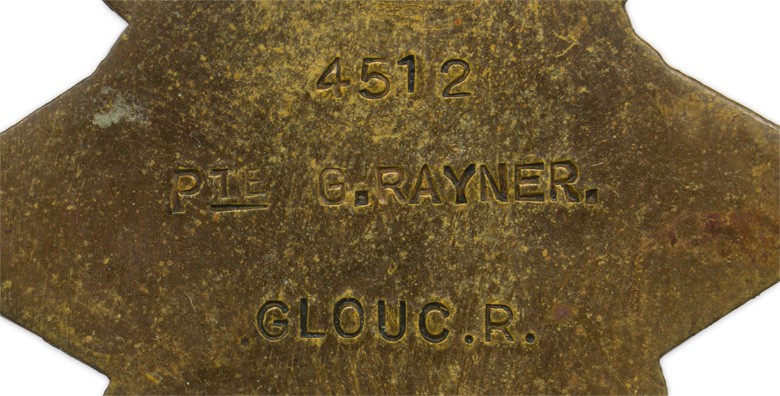 4512
PTE G.RAYNER.
.GLOUC.R.